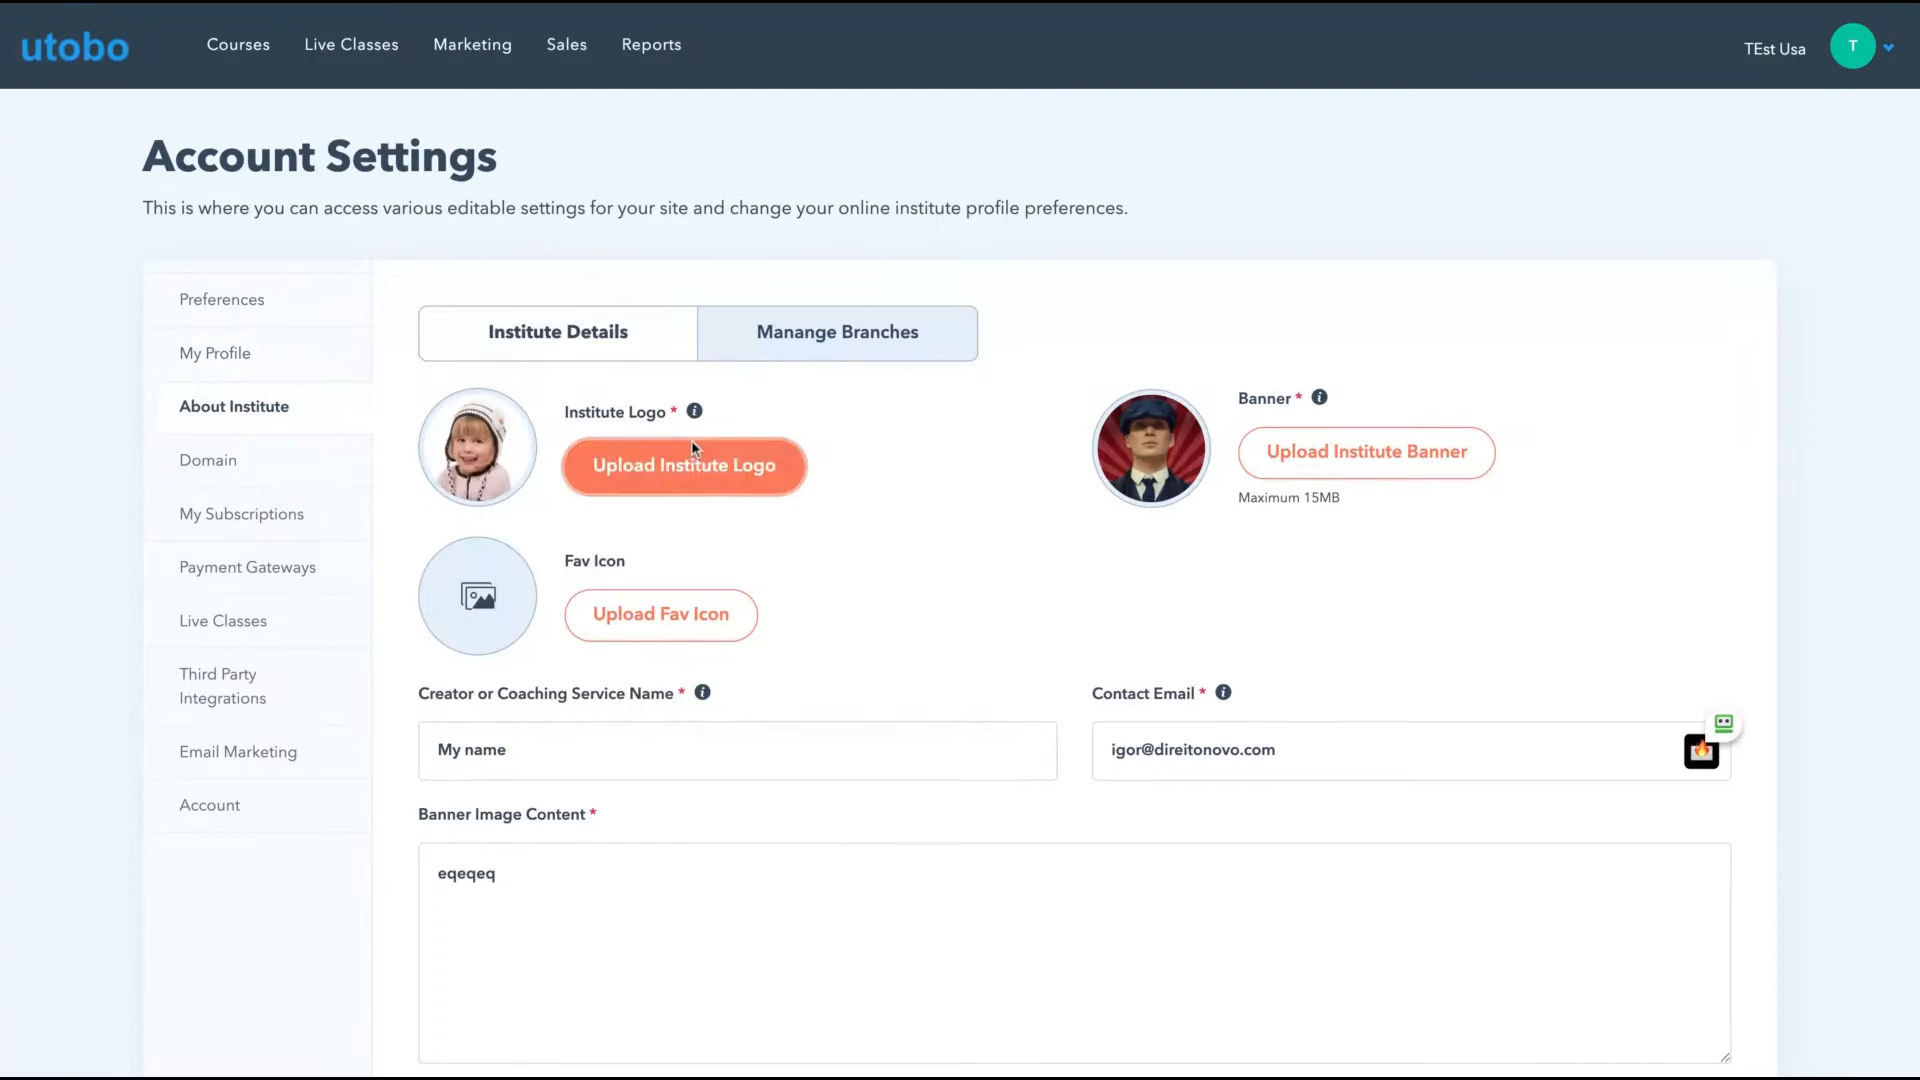 utobo
Courses
Live Classes
Marketing
Sales
Reports
TEst Usa
T
Account Settings
This is where you can access various editable settings for your site and change your online institute profile preferences.
Preferences
My Profile
About Institute
Domain
My Subscriptions
Payment Gateways
Live Classes
Third Party
Integrations
Email Marketing
Account
Institute Details
Manange Branches
Institute Logo *
Upload Institute Logo
Banner *
Upload Institute Banner
Maximum 15MB
Fav Icon
Upload Fav Icon
Creator or Coaching Service Name *
My name
Contact Email *
igor@direitonovo.com
Banner Image Content *
eqeqeq